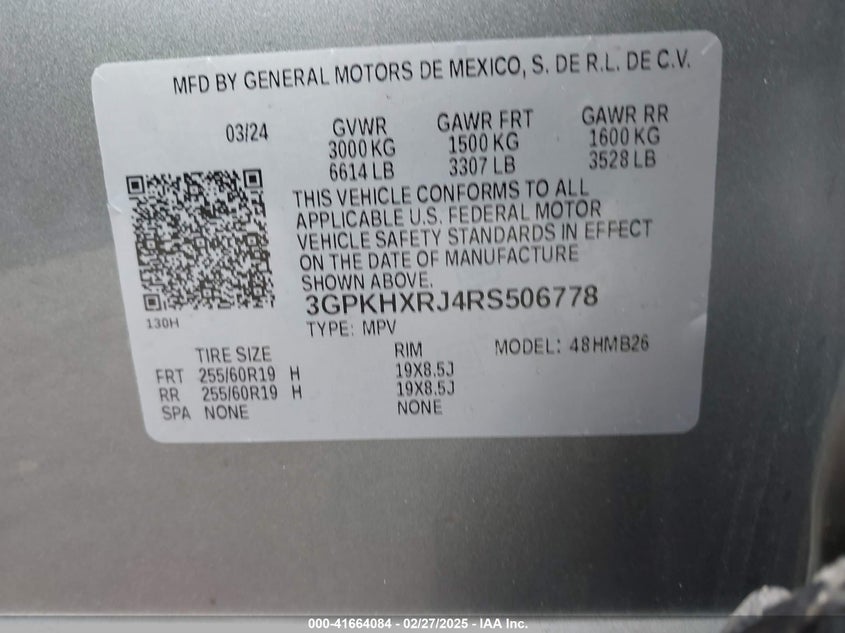 MFD BY GENERAL MOTORS DE MEXICO, S. DE R.L. DE C.V.
03/24 GVWR GAWR FRT GAWR RR
3000 KG 1500 KG 1600 KG
6614 LB 3307 LB 3528 LB
THIS VEHICLE CONFORMS TO ALL
APPLICABLE U.S. FEDERAL MOTOR
VEHICLE SAFETY STANDARDS IN EFFECT
ON THE DATE OF MANUFACTURE
SHOWN ABOVE.
3GPKHXRJ4RS506778
130H
TYPE: MPV
TIRE SIZE RIM MODEL: 48HMB26
FRT 255/60R19 H 19X8.5J
RR 255/60R19 H 19X8.5J
SPA NONE NONE
000-41664084 - 02/27/2025 - IAA Inc.